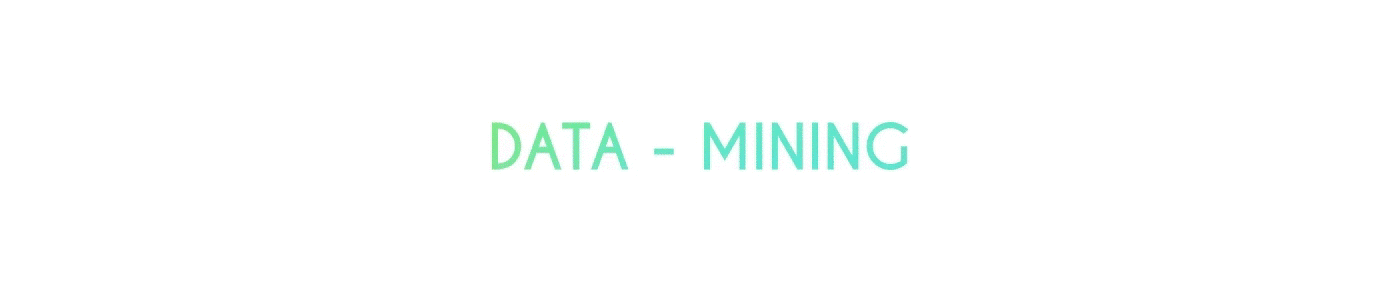 DATA - MINING